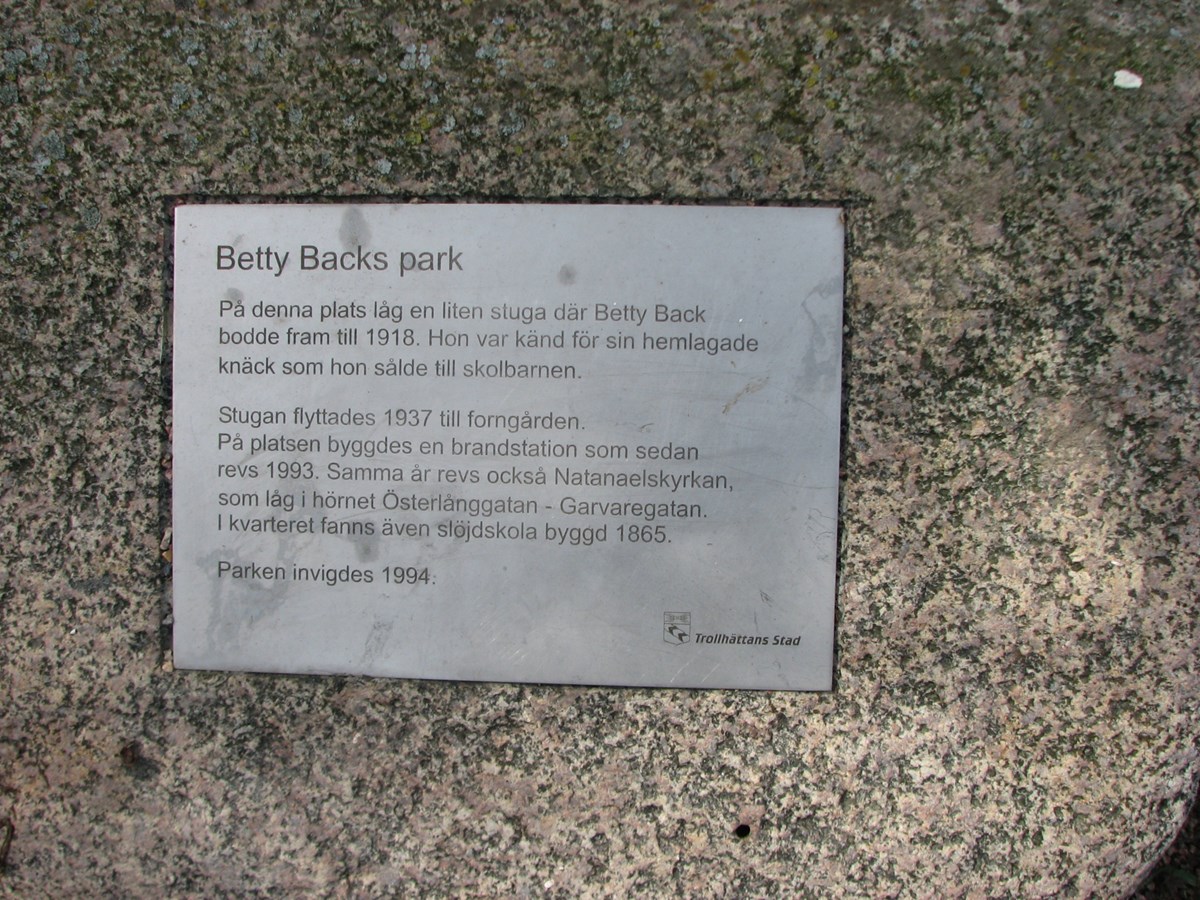 Betty Backs park
På denna plats låg en liten stuga där Betty Back
bodde fram till 1918. Hon var känd för sin hemlagade
knäck som hon sålde till skolbarnen.
Stugan flyttades 1937 till forngården.
På platsen byggdes en brandstation som sedan
revs 1993. Samma år revs också Natanaelskyrkan,
som låg i hörnet Österlånggatan - Garvaregatan.
I kvarteret fanns även slöjdskola byggd 1865.
Parken invigdes 1994.
Trollhättans Stad